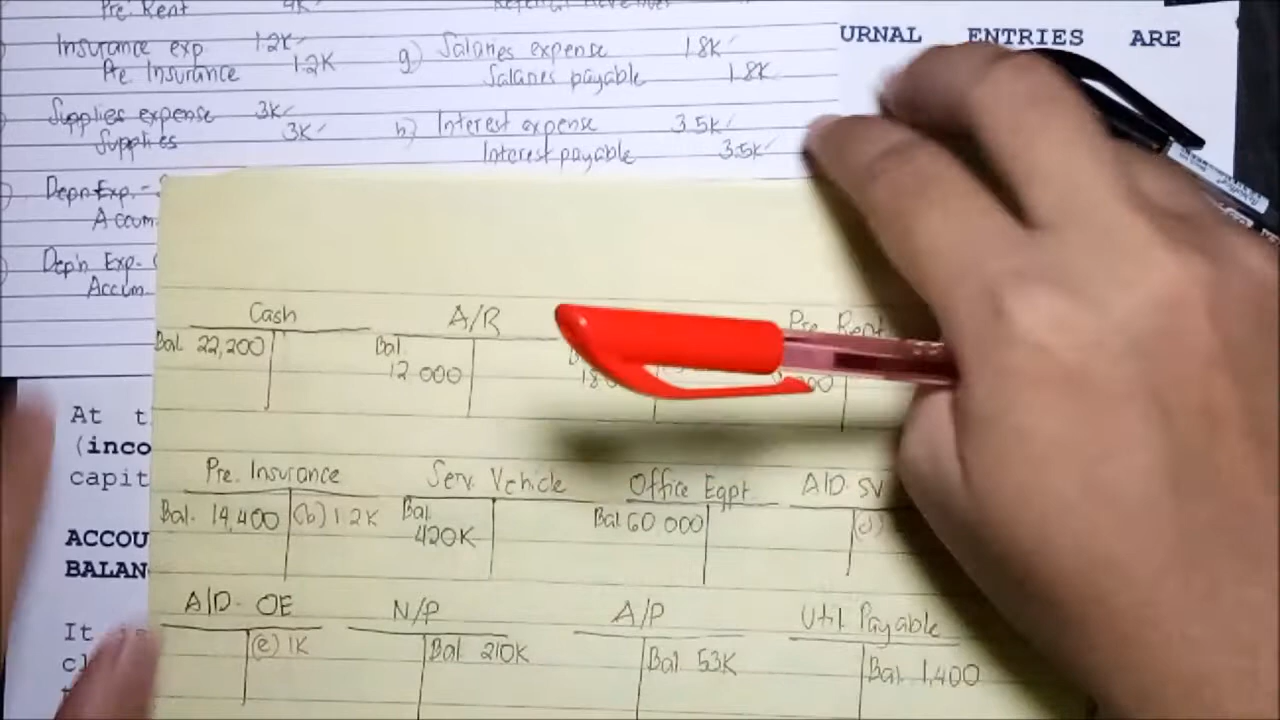 Pre. Rent 4K
Insurance exp 1.2K
Pre Insurance 1.2K
Supplies expense 3K
Supplies 3K
Depn Exp. -
Accum.
Dep'n Exp-
Accum
g) Salaries expense 1.8K
Salaries payable 1.8K
h) Interest expense 3.5K
Interest payable 3.5K
URNAL ENTRIES ARE
Cash
Bal. 22,200
A/R
Bal.
12 000
Pre. Rent
Pre. Insurance
Bal. 14,400 (b) 1.2K
Serv. Vehicle
Bal.
420K
Office Eqpt.
Bal 60 000
A/D. SV
(d)
A/D- OE
(e) 1K
N/P
Bal. 210K
A/P
Bal. 53K
Util. Payable
Bal. 1,400
At t
(inco
capit
ACCOU
BALAN